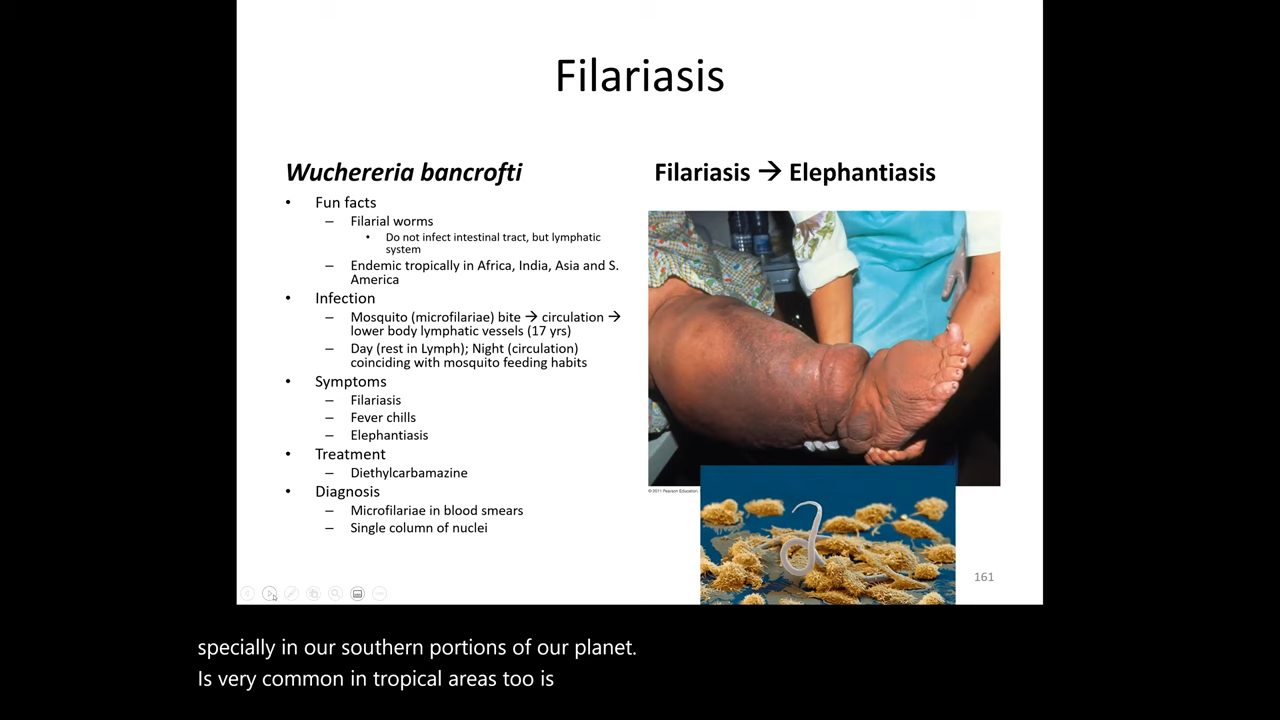 Filariasis
Wuchereria bancrofti
• Fun facts
– Filarial worms
• Do not infect intestinal tract, but lymphatic
system
– Endemic tropically in Africa, India, Asia and S.
America
• Infection
– Mosquito (microfilariae) bite → circulation →
lower body lymphatic vessels (17 yrs)
– Day (rest in Lymph); Night (circulation)
coinciding with mosquito feeding habits
• Symptoms
– Filariasis
– Fever chills
– Elephantiasis
• Treatment
– Diethylcarbamazine
• Diagnosis
– Microfilariae in blood smears
– Single column of nuclei
Filariasis → Elephantiasis
© 2011 Pearson Education,
161
specially in our southern portions of our planet.
Is very common in tropical areas too is